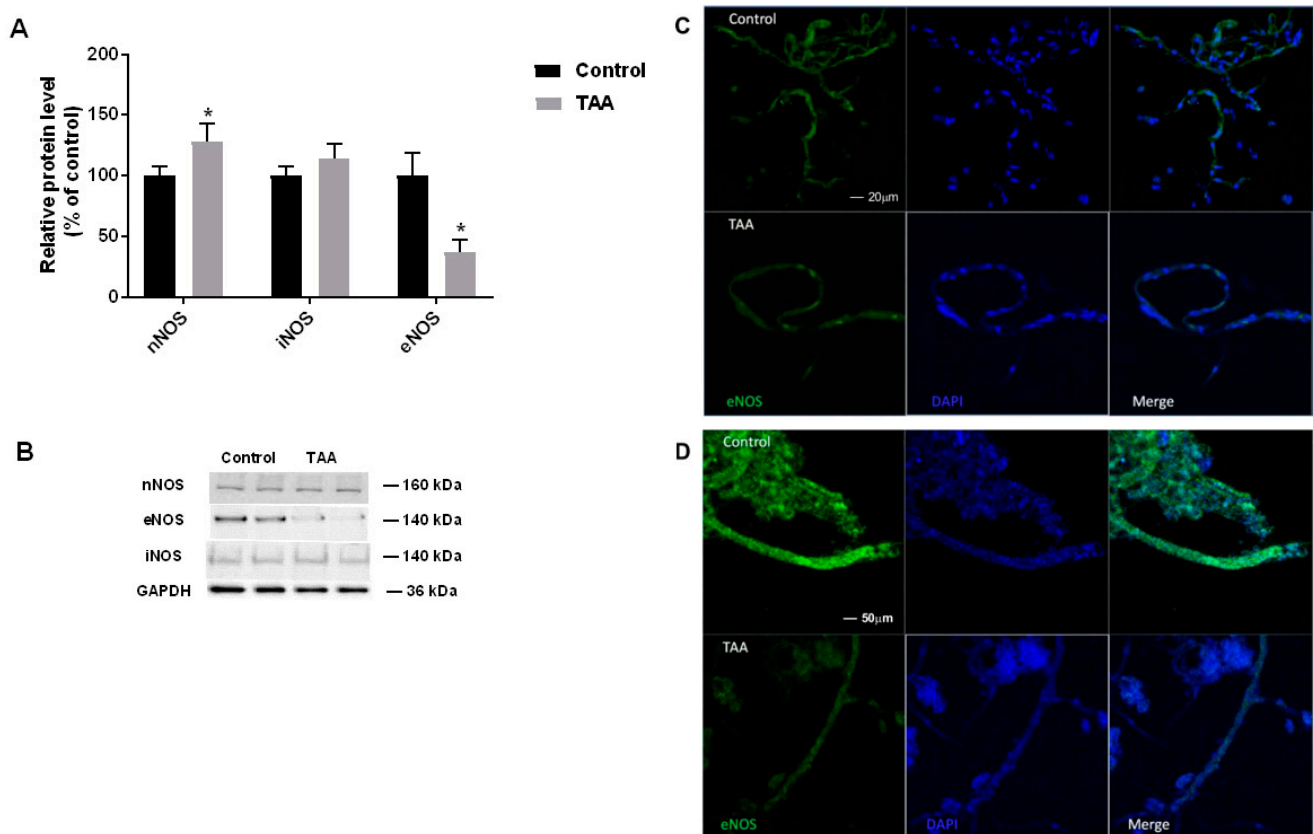 A
200
150
100
50
0
Relative protein level
(% of control)
*
*
nNOS
iNOS
eNOS
Control
TAA
B
Control TAA
nNOS — 160 kDa
eNOS — 140 kDa
iNOS — 140 kDa
GAPDH — 36 kDa
C
Control
— 20μm
TAA
eNOS DAPI Merge
D
Control
— 50μm
TAA
eNOS DAPI Merge